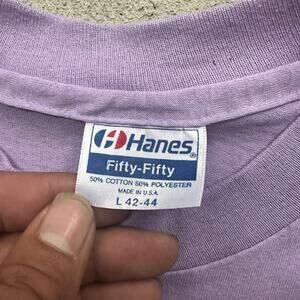 Hanes®
Fifty-Fifty
50% COTTON 50% POLYESTER
MADE IN U.S.A.
L 42-44